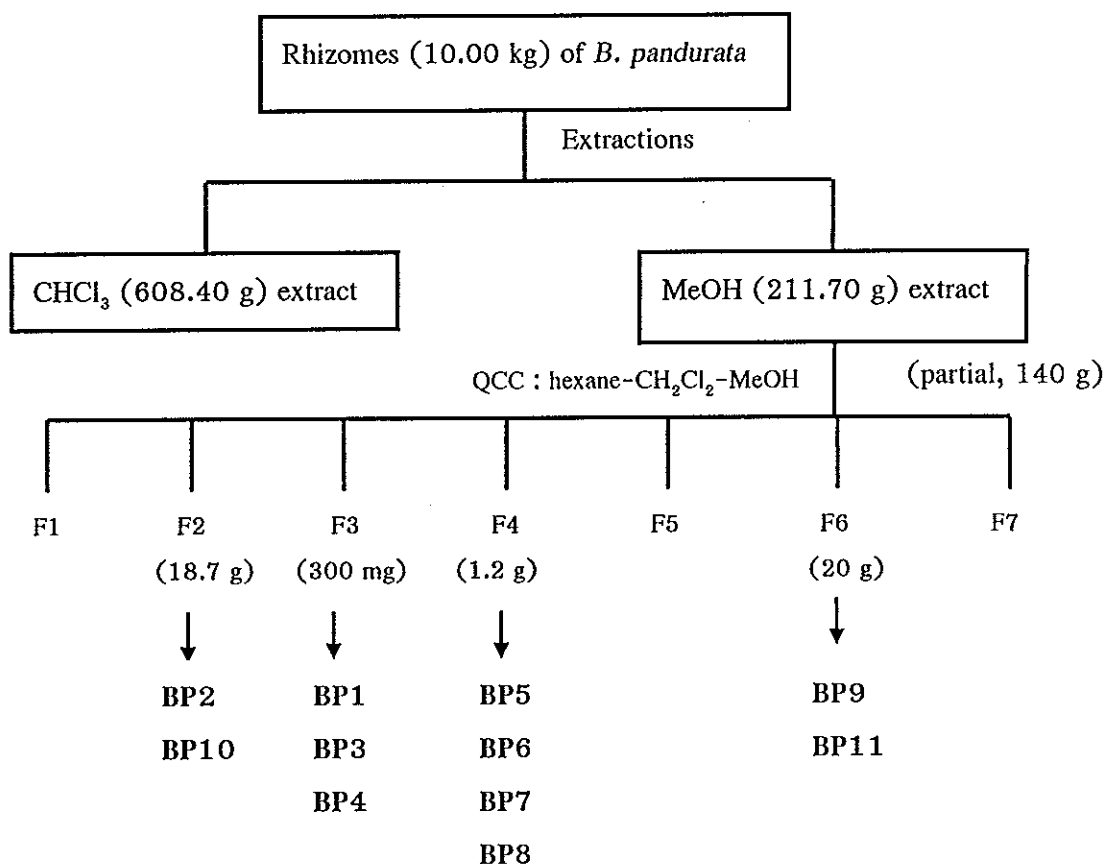 Rhizomes (10.00 kg) of B. pandurata
Extractions
CHCl₃ (608.40 g) extract
MeOH (211.70 g) extract
QCC : hexane-CH₂Cl₂-MeOH
(partial, 140 g)
F1 F2 F3 F4 F5 F6 F7
(18.7 g) (300 mg) (1.2 g) (20 g)
BP2 BP1 BP5 BP9
BP10 BP3 BP6 BP11
BP4 BP7
BP8